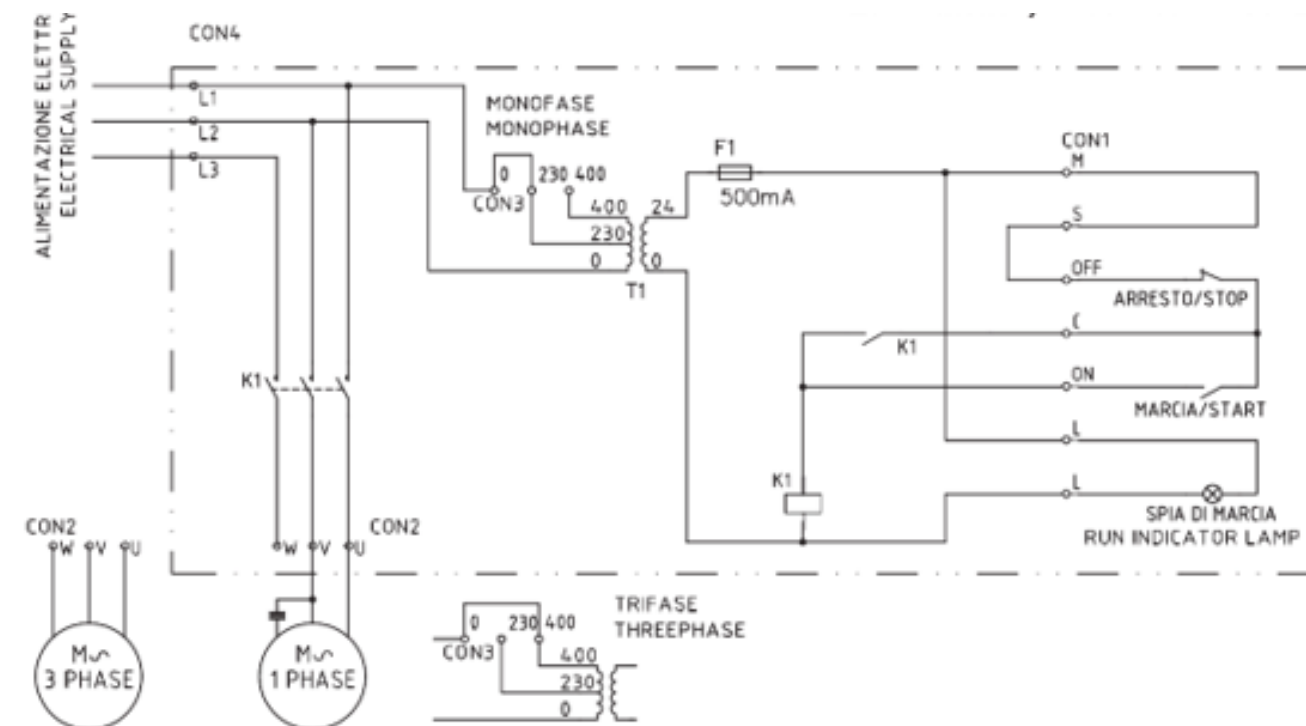 ALIMENTAZIONE ELETTR
ELECTRICAL SUPPLY
CON4
L1
L2
L3
MONOFASE
MONOPHASE
0 230 400
CON3
400 24
230
0 0
T1
F1
500mA
CON1
M
S
OFF
ARRESTO/STOP
C
K1
ON
MARCIA/START
L
L
K1
K1
SPIA DI MARCIA
RUN INDICATOR LAMP
CON2
W V U
CON2
W V U
M
3 PHASE
M
1 PHASE
TRIFASE
THREEPHASE
0 230 400
CON3
400
230
0